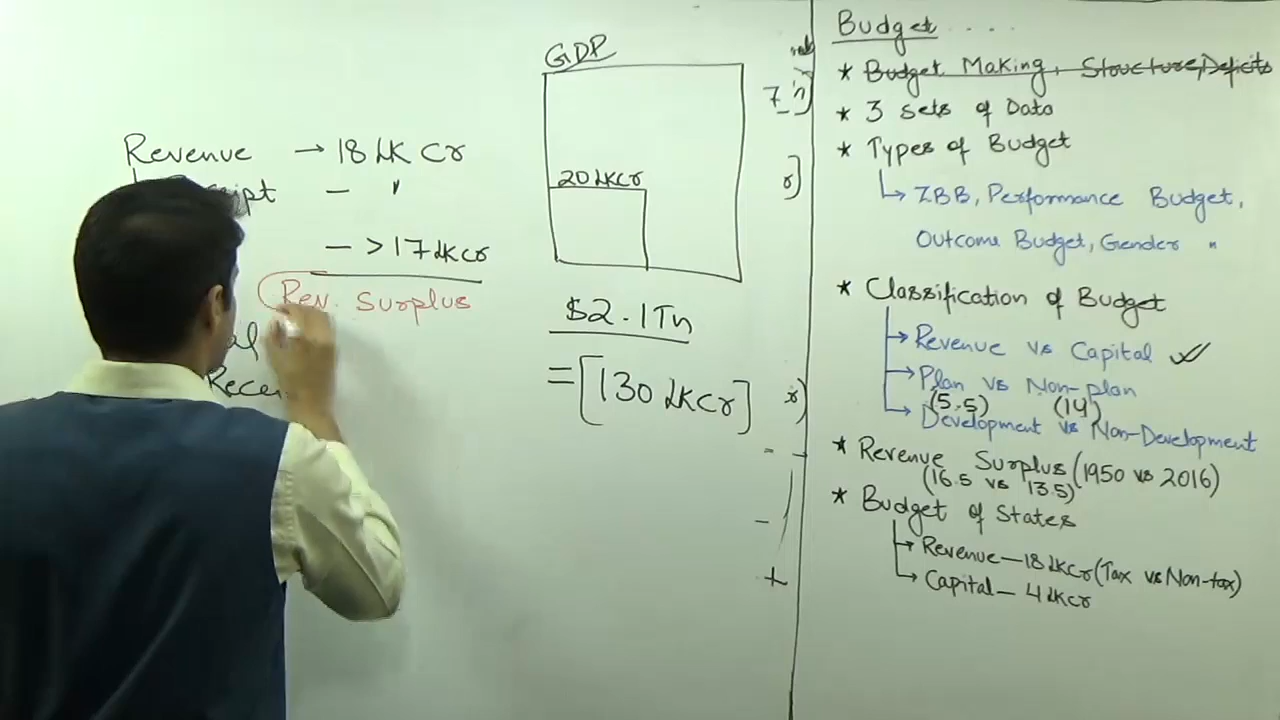 Revenue → 18 LK Cr
– "
– > 17 LK cr
Rev. Surplus
GDP
20 LK Cr
$2.1 Tn
= [130 LK Cr]
Budget ....
* Budget Making, Structure, Deficits
* 3 Sets of Data
* Types of Budget
↳ ZBB, Performance Budget,
Outcome Budget, Gender "
* Classification of Budget
→ Revenue vs Capital ✓
→ Plan vs Non-plan
(5.5) (14)
→ Development vs Non-Development
* Revenue Surplus (1950 vs 2016)
(16.5 vs 13.5)
* Budget of States
→ Revenue – 18 LK Cr (Tax vs Non-tax)
→ Capital – 4 LK Cr